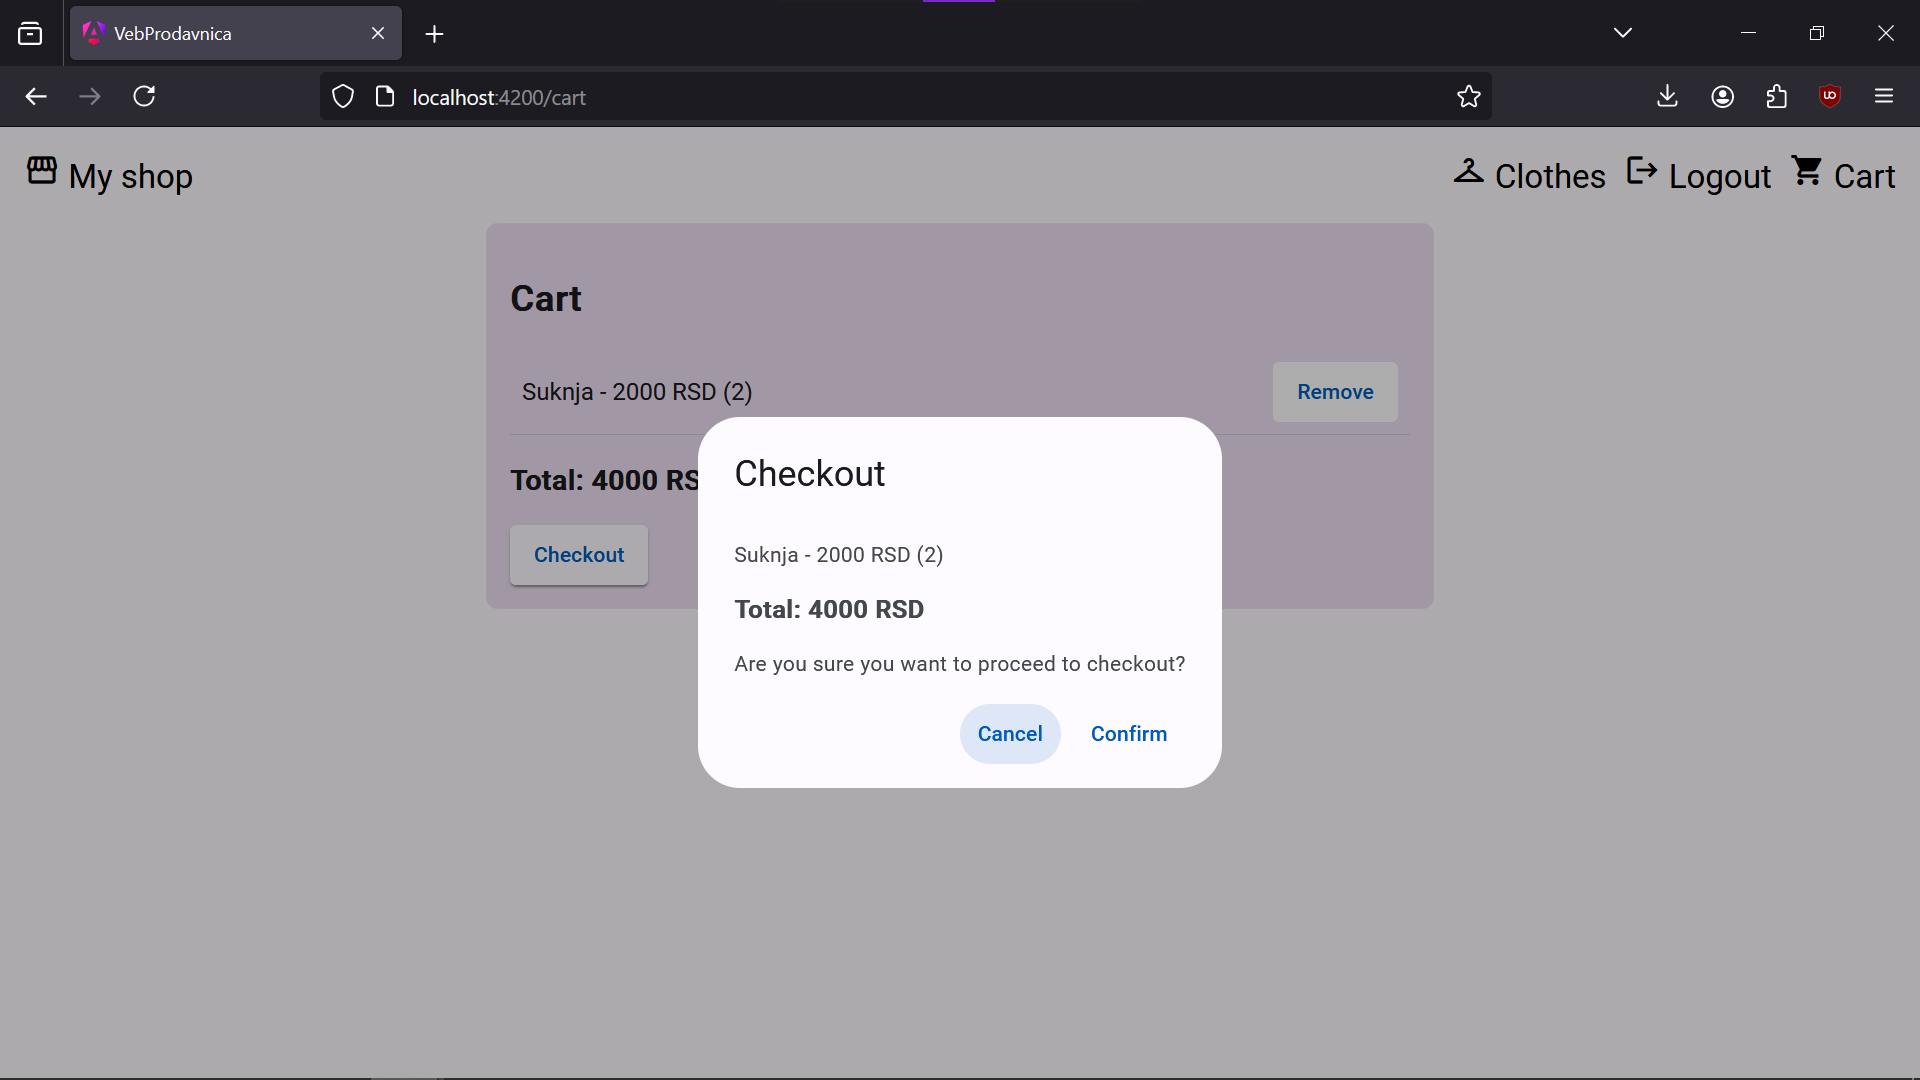 VebProdavnica
localhost:4200/cart
My shop
Clothes
Logout
Cart
Cart
Suknja - 2000 RSD (2)
Remove
Total: 4000 RS
Checkout
Checkout
Suknja - 2000 RSD (2)
Total: 4000 RSD
Are you sure you want to proceed to checkout?
Cancel
Confirm